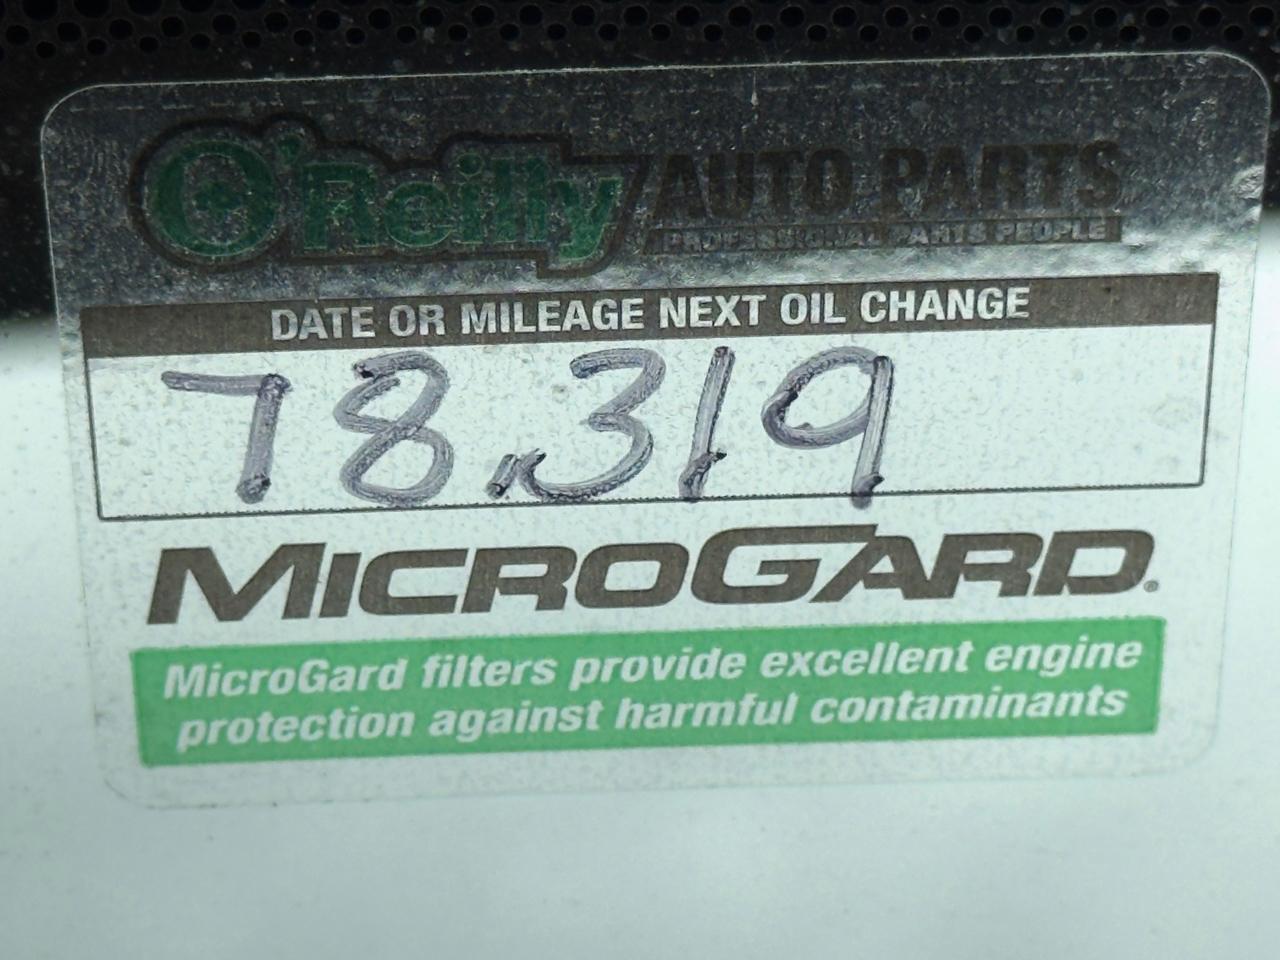 O'Reilly AUTO PARTS
PROFESSIONAL PARTS PEOPLE
DATE OR MILEAGE NEXT OIL CHANGE
78,319
MICROGARD®
MicroGard filters provide excellent engine
protection against harmful contaminants